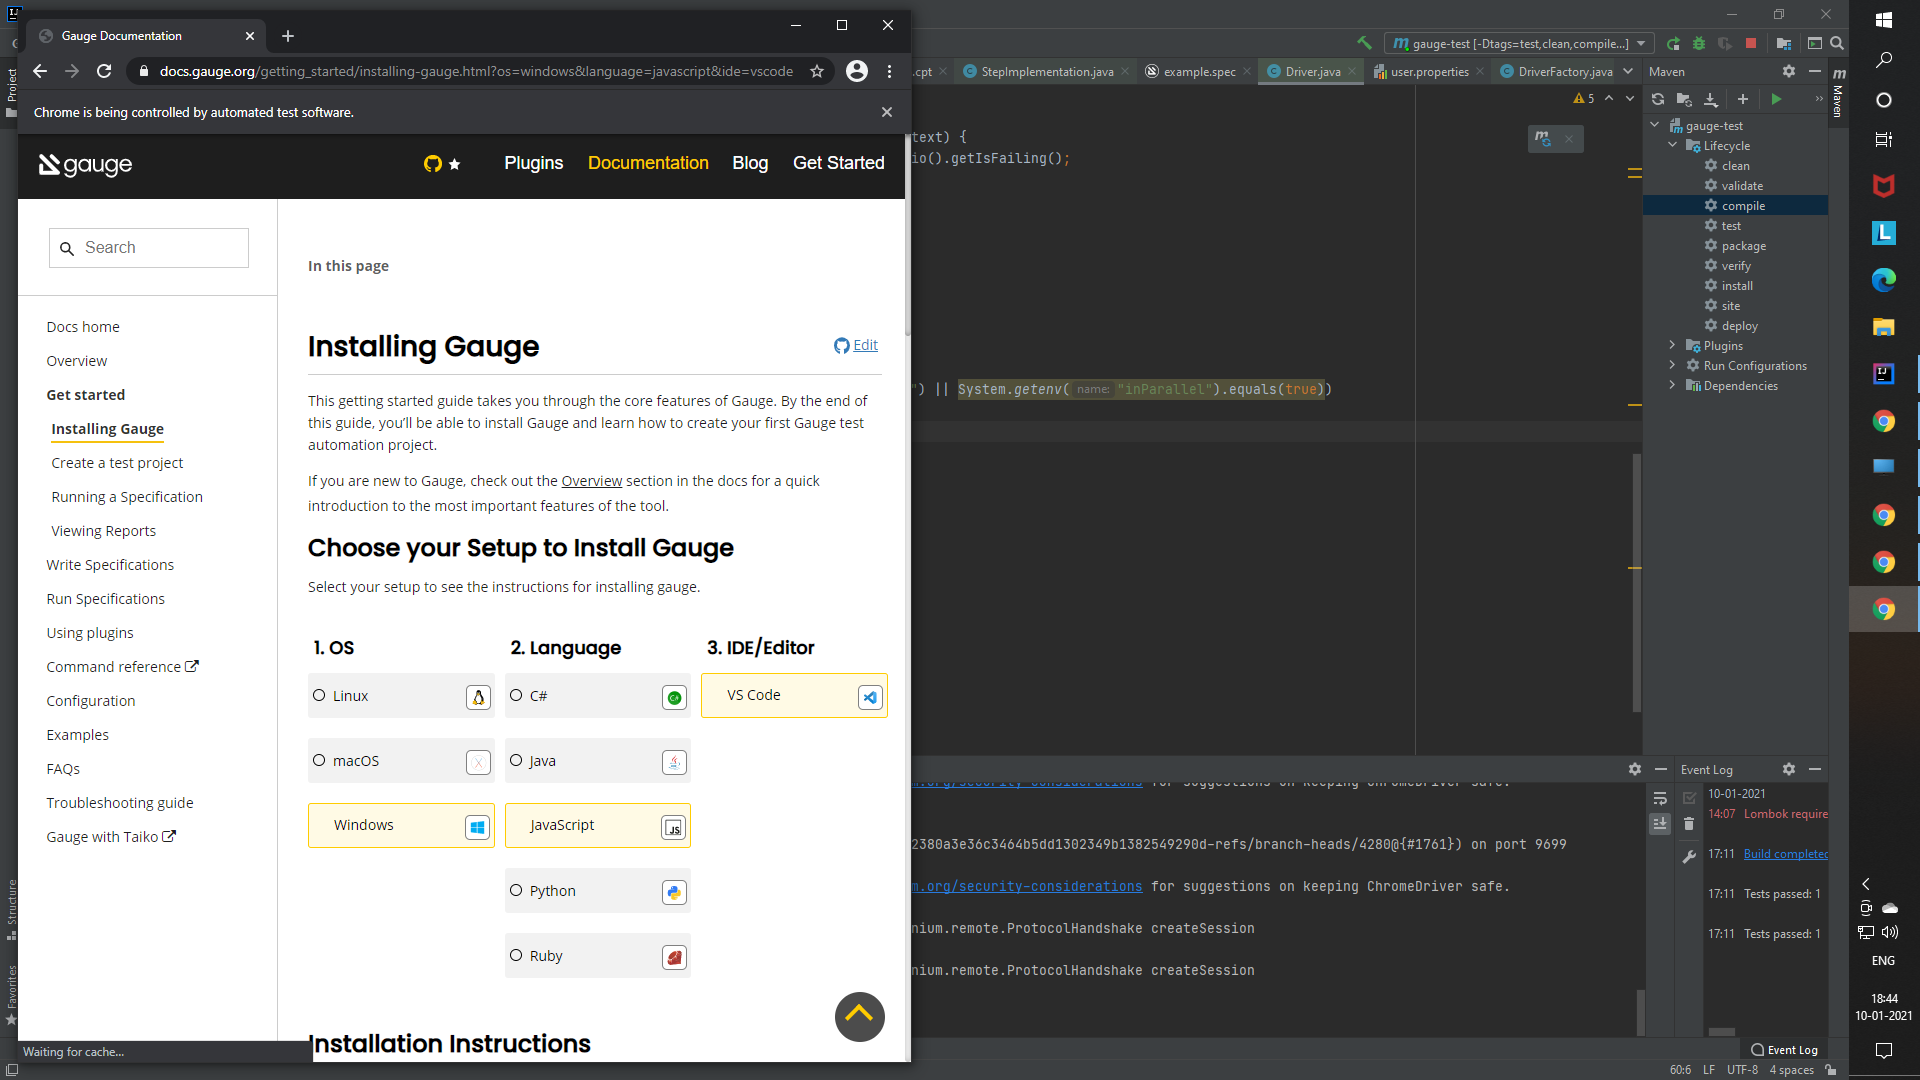 Gauge Documentation
docs.gauge.org/getting_started/installing-gauge.html?os=windows&language=javascript&ide=vscode
Chrome is being controlled by automated test software.
gauge
Plugins
Documentation
Blog
Get Started
Search
Docs home
Overview
Get started
Installing Gauge
Create a test project
Running a Specification
Viewing Reports
Write Specifications
Run Specifications
Using plugins
Command reference
Configuration
Examples
FAQs
Troubleshooting guide
Gauge with Taiko
In this page
Installing Gauge
Edit
This getting started guide takes you through the core features of Gauge. By the end of
this guide, you’ll be able to install Gauge and learn how to create your first Gauge test
automation project.
If you are new to Gauge, check out the Overview section in the docs for a quick
introduction to the most important features of the tool.
Choose your Setup to Install Gauge
Select your setup to see the instructions for installing gauge.
1. OS
Linux
macOS
Windows
2. Language
C#
Java
JavaScript
JS
Python
Ruby
3. IDE/Editor
VS Code
Installation Instructions
Waiting for cache...
Project
Structure
Favorites
gauge-test [-Dtags=test,clean,compile...]
.cpt
StepImplementation.java
example.spec
Driver.java
user.properties
DriverFactory.java
5
text) {
io().getIsFailing();
") || System.getenv( name: "inParallel").equals(true))
Maven
Maven
gauge-test
Lifecycle
clean
validate
compile
test
package
verify
install
site
deploy
Plugins
Run Configurations
Dependencies
m.org/security-considerations for suggestions on keeping ChromeDriver safe.
2380a3e36c3464b5dd1302349b1382549290d-refs/branch-heads/4280@{#1761}) on port 9699
m.org/security-considerations for suggestions on keeping ChromeDriver safe.
nium.remote.ProtocolHandshake createSession
nium.remote.ProtocolHandshake createSession
Event Log
10-01-2021
14:07 Lombok require
17:11 Build completed
17:11 Tests passed: 1
17:11 Tests passed: 1
Event Log
60:6 LF UTF-8 4 spaces
ENG
18:44
10-01-2021